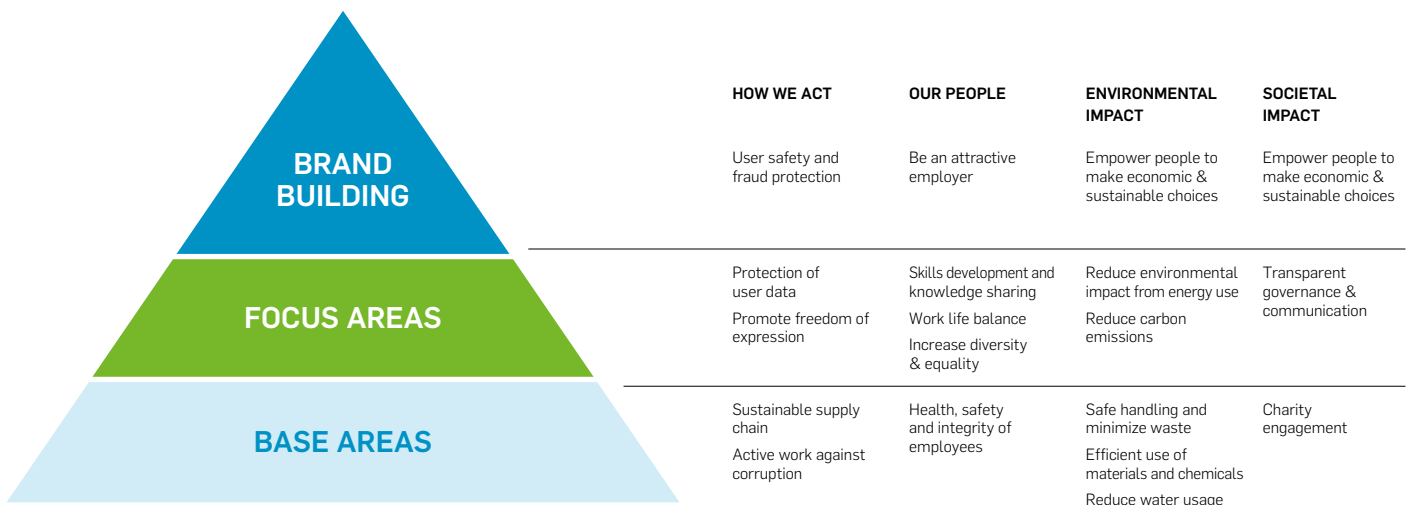 HOW WE ACT
OUR PEOPLE
ENVIRONMENTAL
IMPACT
SOCIETAL
IMPACT
BRAND
BUILDING
User safety and
fraud protection
Be an attractive
employer
Empower people to
make economic &
sustainable choices
Empower people to
make economic &
sustainable choices
FOCUS AREAS
Protection of
user data
Promote freedom of
expression
Skills development and
knowledge sharing
Work life balance
Increase diversity
& equality
Reduce environmental
impact from energy use
Reduce carbon
emissions
Transparent
governance &
communication
BASE AREAS
Sustainable supply
chain
Active work against
corruption
Health, safety
and integrity of
employees
Safe handling and
minimize waste
Efficient use of
materials and chemicals
Reduce water usage
Charity
engagement